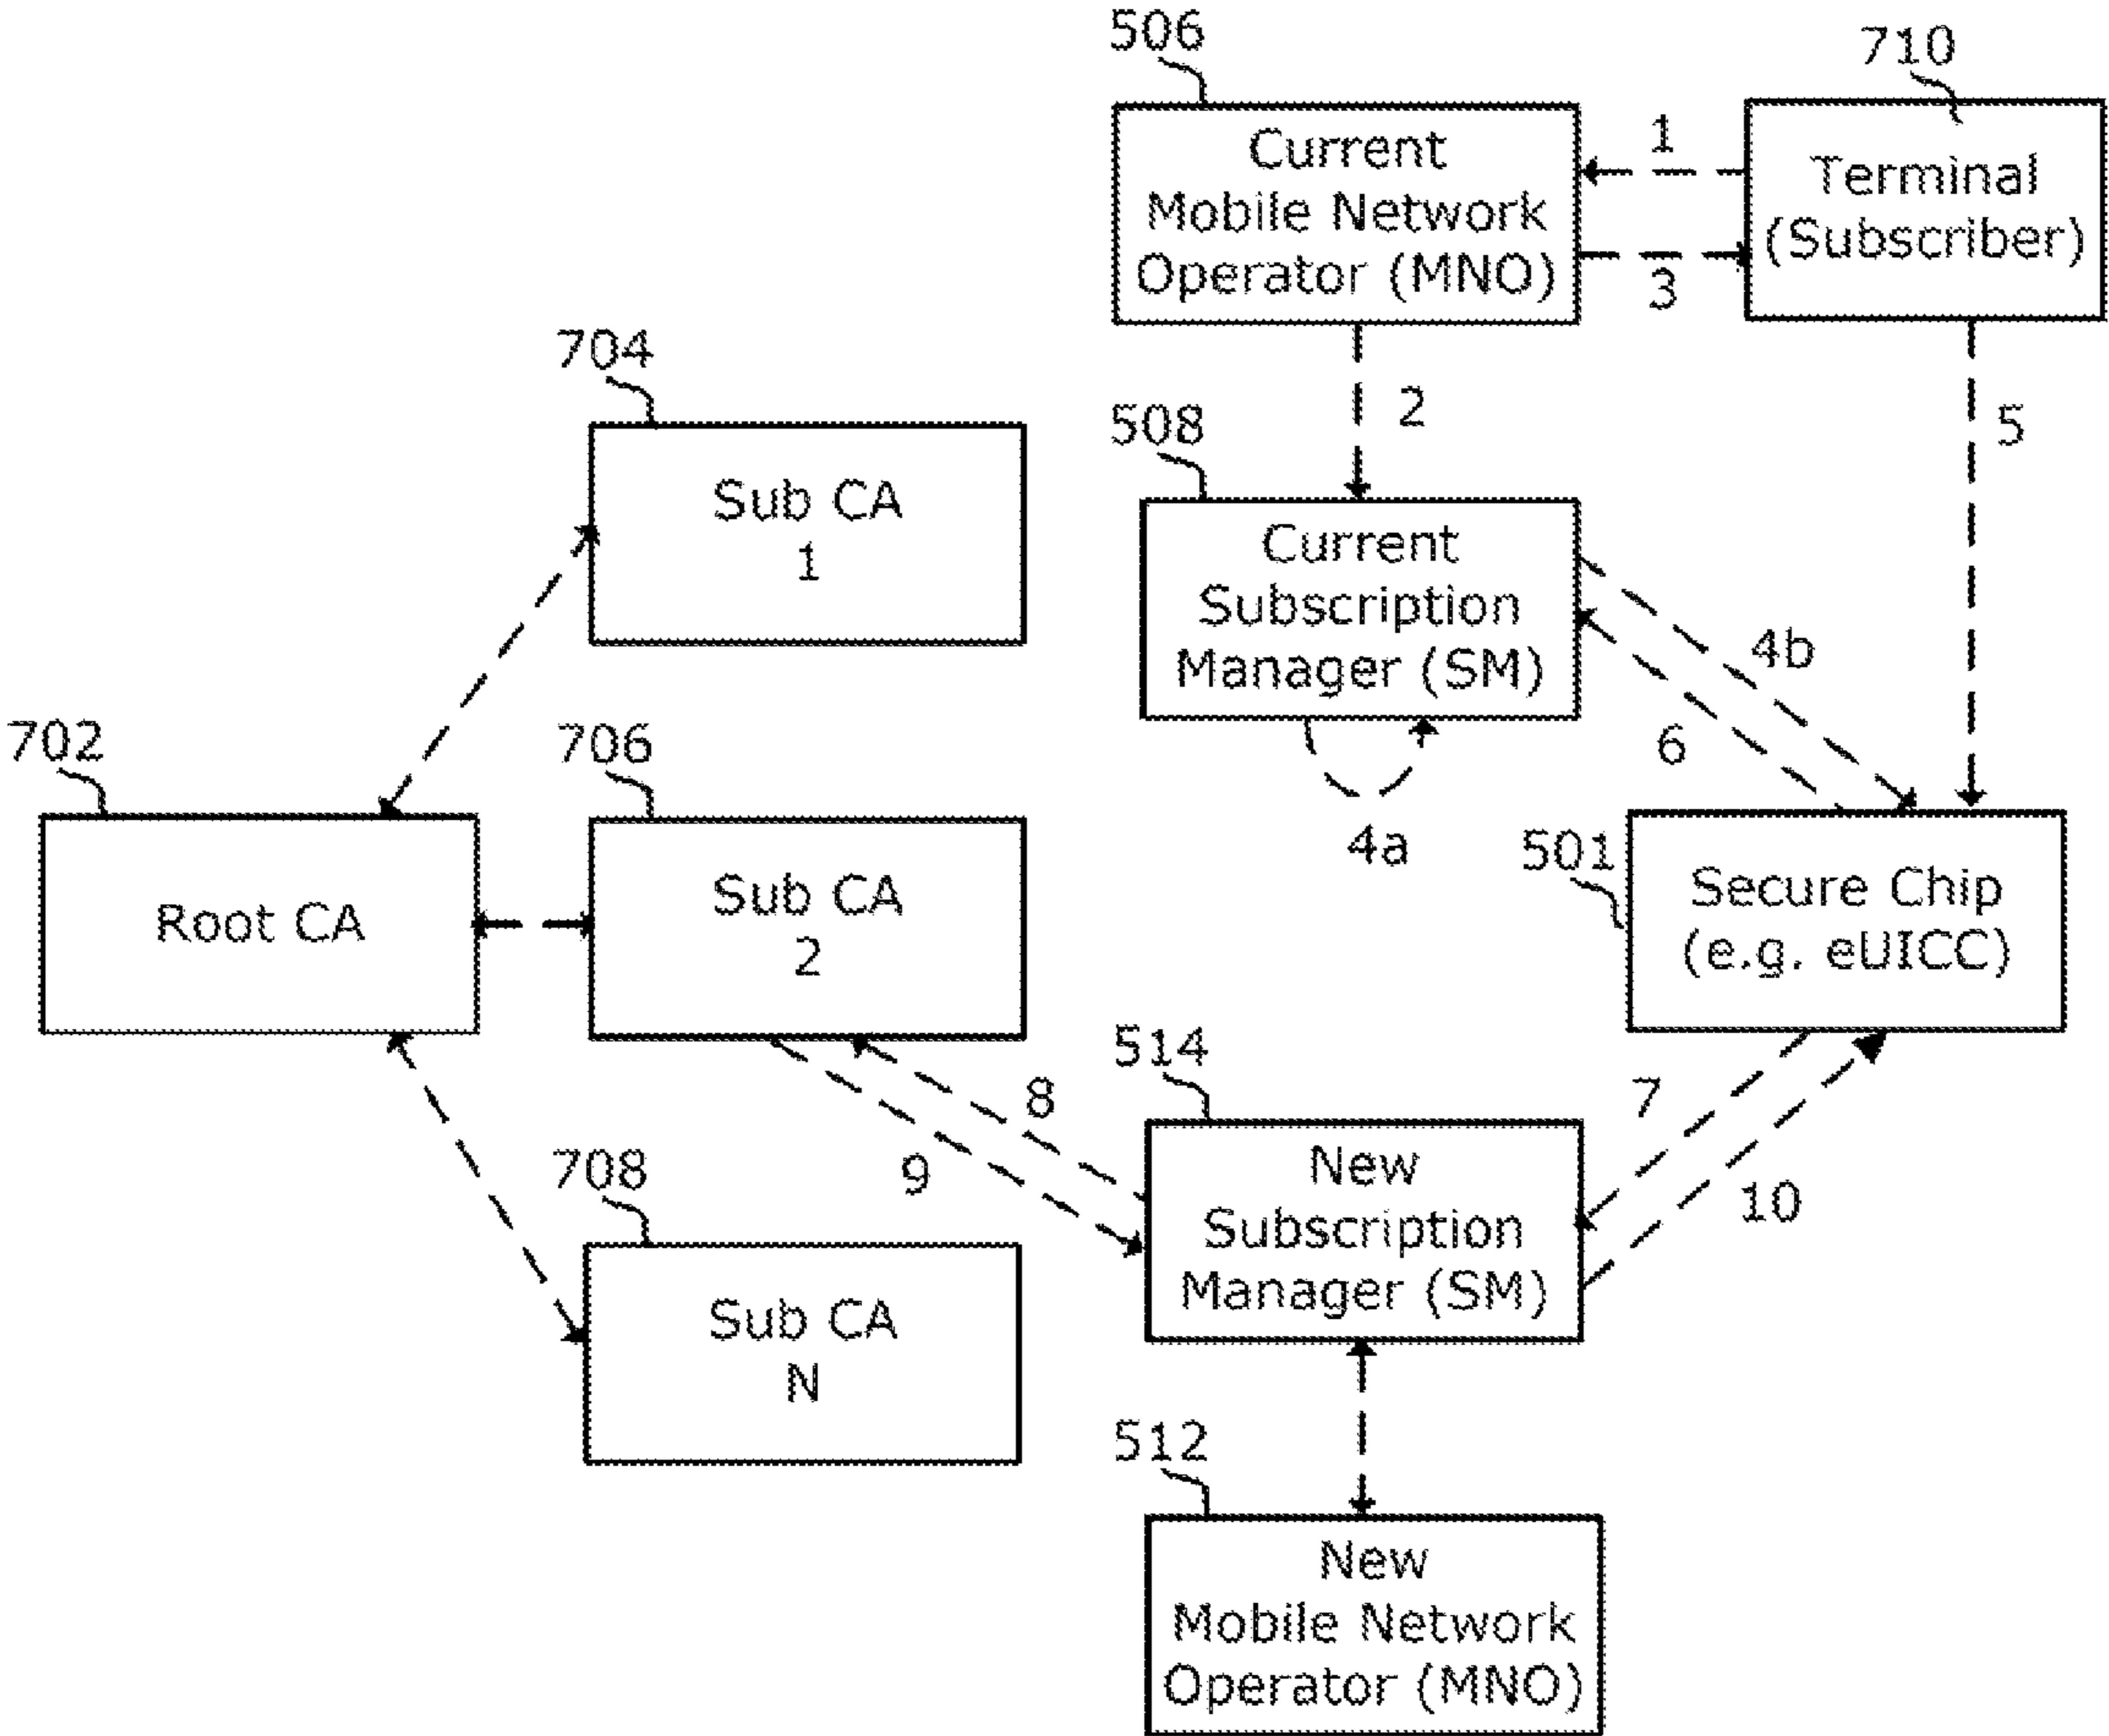 506
710
Current
Mobile Network
Operator (MNO)
1
3
Terminal
(Subscriber)
704
2
508
5
Sub CA
1
Current
Subscription
Manager (SM)
4b
6
4a
702
706
Root CA
Sub CA
2
501
Secure Chip
(e.g. eUICC)
514
8
9
7
10
708
New
Subscription
Manager (SM)
Sub CA
N
512
New
Mobile Network
Operator (MNO)